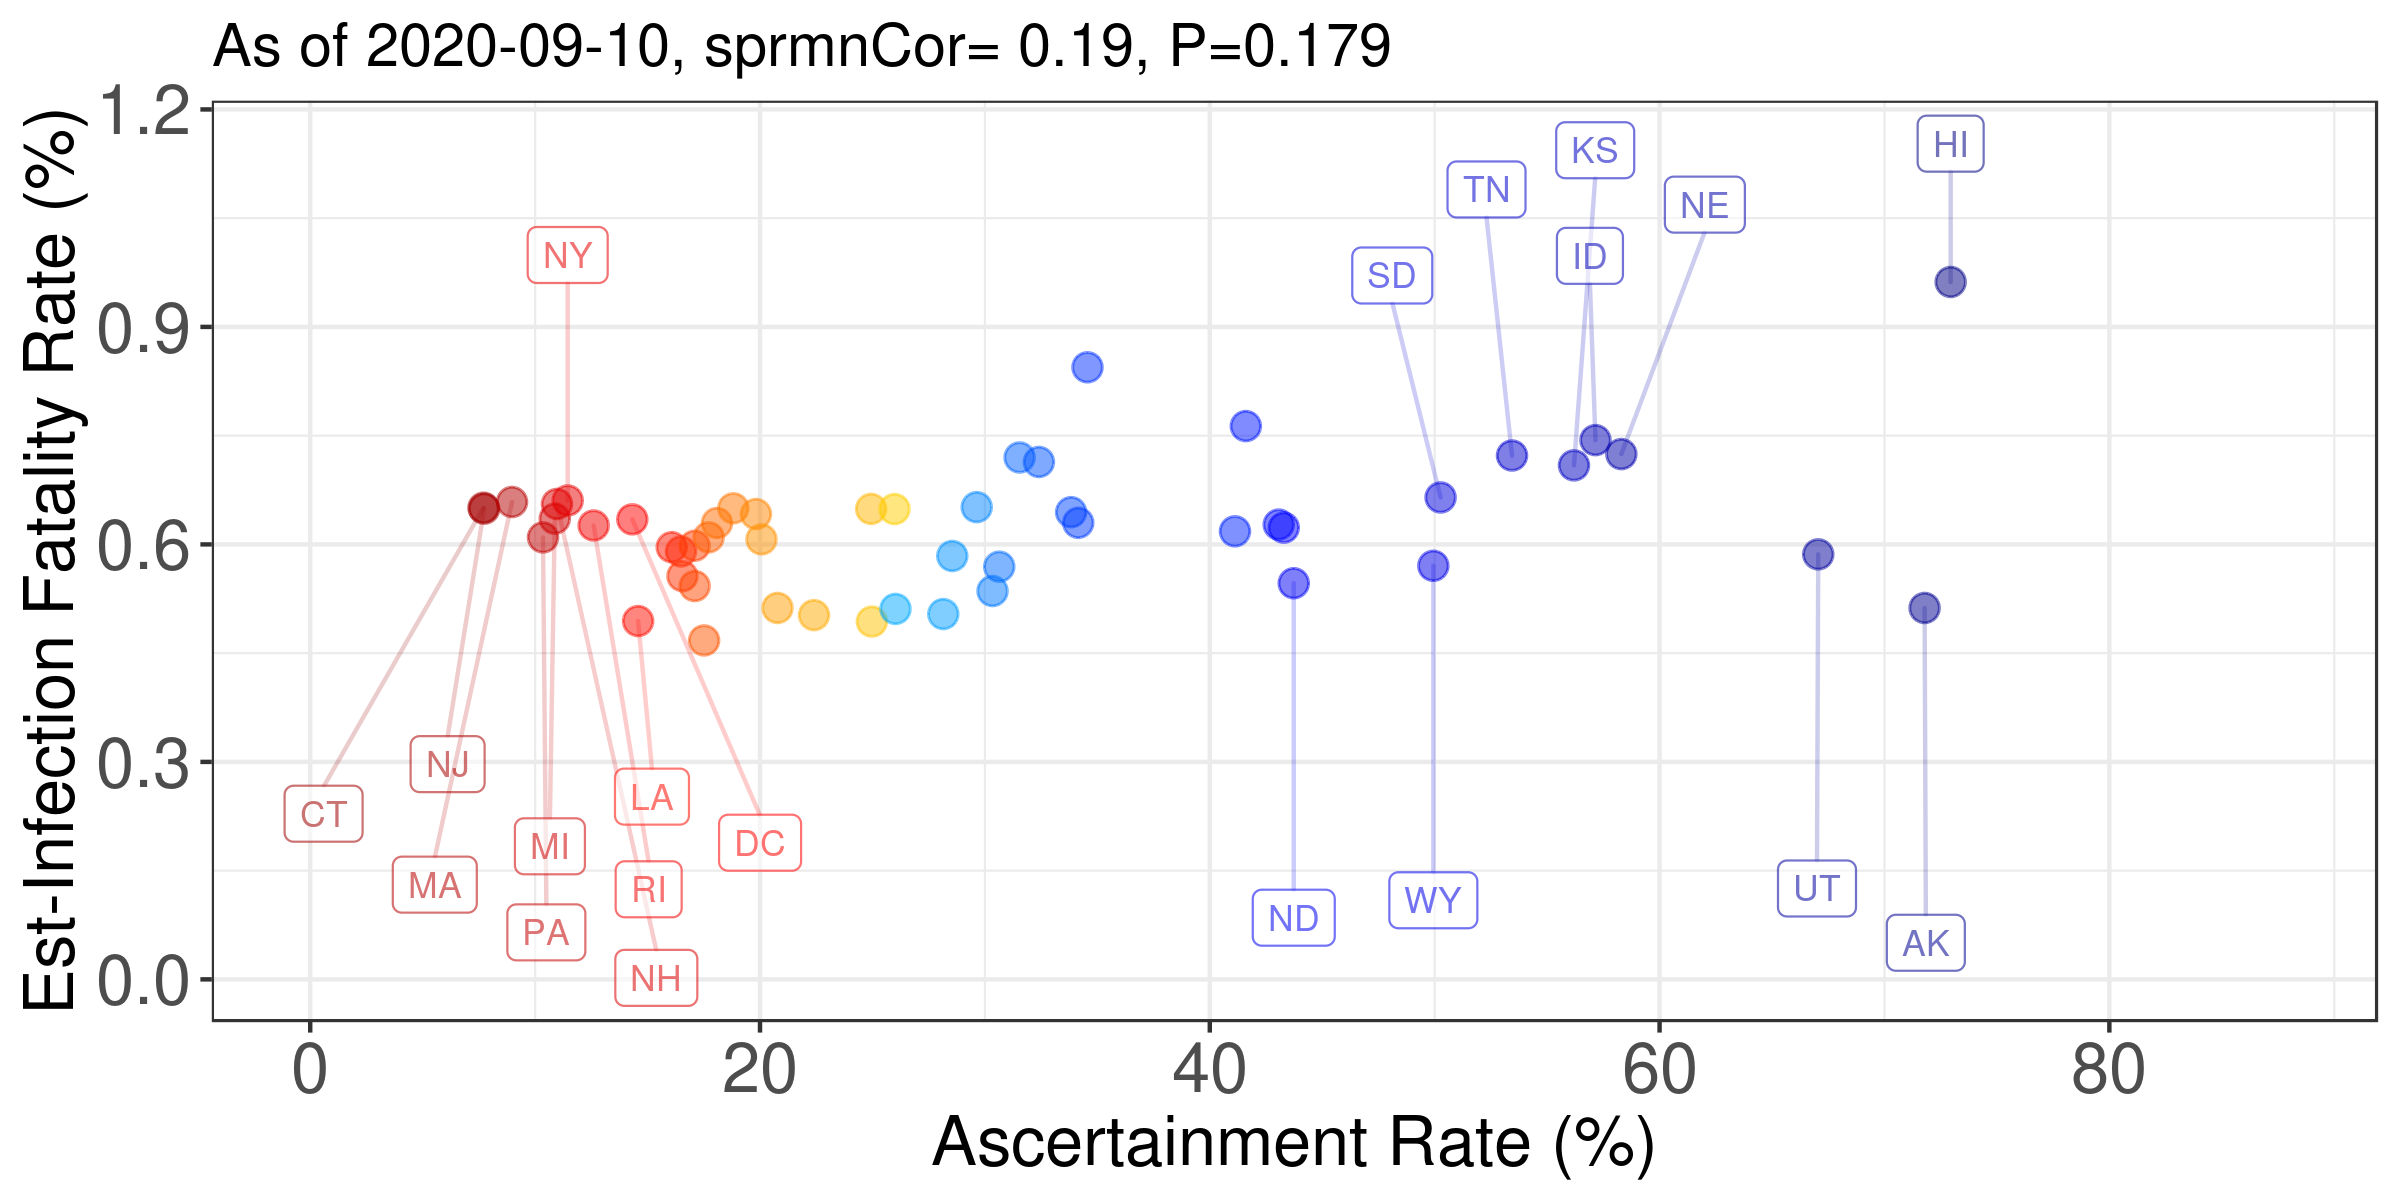 As of 2020-09-10, sprmnCor= 0.19, P=0.179
Est-Infection Fatality Rate (%)
1.2
0.9
0.6
0.3
0.0
HI
KS
TN
NE
NY
ID
SD
NJ
LA
CT
DC
MI
MA
RI
UT
WY
ND
PA
AK
NH
0
20
40
60
80
Ascertainment Rate (%)